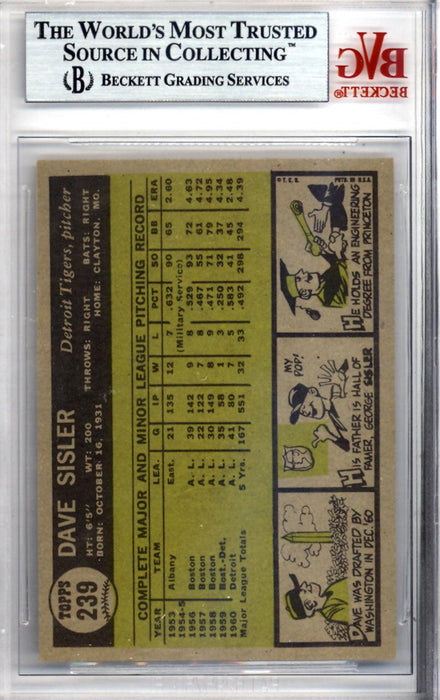 THE WORLD'S MOST TRUSTED
SOURCE IN COLLECTING™
(B) BECKETT GRADING SERVICES
BVG
BECKETT®
TOPPS
239
DAVE SISLER
Detroit Tigers, pitcher
HT: 6'5" WT: 200 THROWS: RIGHT BATS: RIGHT
BORN: OCTOBER 16, 1931 HOME: CLAYTON, MO.
COMPLETE MAJOR AND MINOR LEAGUE PITCHING RECORD
YEAR TEAM LEA. G IP W L PCT SO BB ERA
1953 Albany East. 21 135 12 7 .632 90 65 2.60
1954-5 (Military Service)
1956 Boston A. L. 39 142 9 8 .529 93 72 4.63
1957 Boston A. L. 22 122 7 8 .467 55 61 4.72
1958 Boston A. L. 30 149 8 9 .471 71 79 4.95
1959 Bost.-Det. A. L. 35 58 1 3 .250 38 37 4.34
1960 Detroit A. L. 41 80 7 5 .583 41 45 2.48
Major League Totals 5 Yrs. 167 551 32 33 .492 298 294 4.39
DAVE WAS DRAFTED BY
WASHINGTON IN DEC. '60
MY
POP!
HIS FATHER IS HALL OF
FAMER, GEORGE SISLER
© T. C. G. PRTD. IN U.S.A.
HE HOLDS AN ENGINEERING
DEGREE FROM PRINCETON